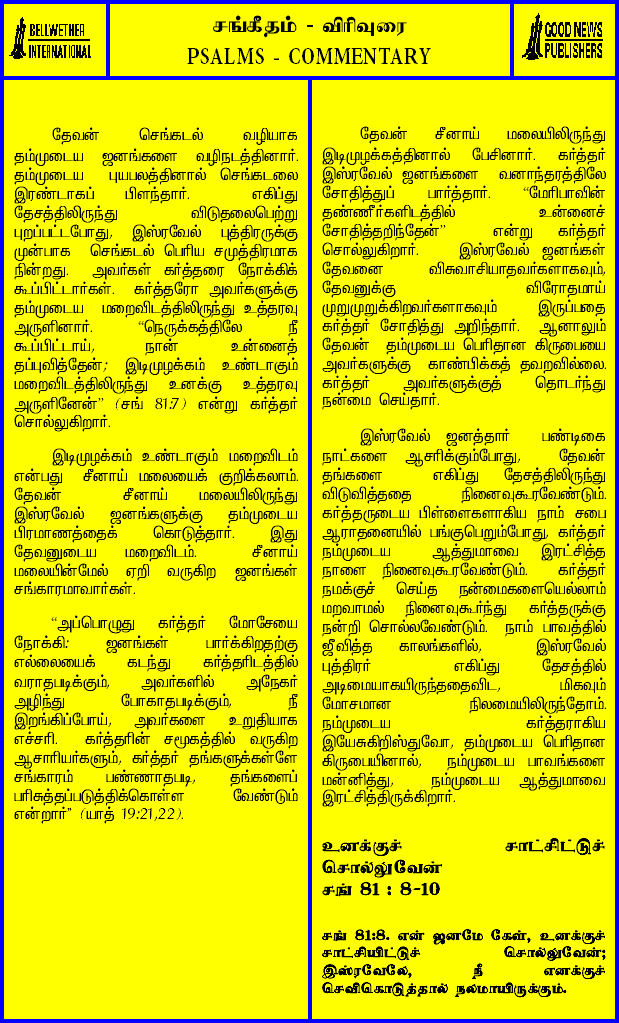 BELLWETHER
INTERNATIONAL
சங்கீதம் - விரிவுரை
PSALMS - COMMENTARY
GOOD NEWS
PUBLISHERS
தேவன் செங்கடல் வழியாக
தம்முடைய ஜனங்களை வழிநடத்தினார்.
தம்முடைய புயபலத்தினால் செங்கடலை
இரண்டாகப் பிளந்தார். எகிப்து
தேசத்திலிருந்து விடுதலைபெற்று
புறப்பட்டபோது, இஸ்ரவேல் புத்திரருக்கு
முன்பாக செங்கடல் பெரிய சமுத்திரமாக
நின்றது. அவர்கள் கர்த்தரை நோக்கிக்
கூப்பிட்டார்கள். கர்த்தரோ அவர்களுக்கு
தம்முடைய மறைவிடத்திலிருந்து உத்தரவு
அருளினார். “நெருக்கத்திலே நீ
கூப்பிட்டாய், நான் உன்னைத்
தப்புவித்தேன்; இடிமுழக்கம் உண்டாகும்
மறைவிடத்திலிருந்து உனக்கு உத்தரவு
அருளினேன்” (சங் 81:7) என்று கர்த்தர்
சொல்லுகிறார்.
இடிமுழக்கம் உண்டாகும் மறைவிடம்
என்பது சீனாய் மலையைக் குறிக்கலாம்.
தேவன் சீனாய் மலையிலிருந்து
இஸ்ரவேல் ஜனங்களுக்கு தம்முடைய
பிரமாணத்தைக் கொடுத்தார். இது
தேவனுடைய மறைவிடம். சீனாய்
மலையின்மேல் ஏறி வருகிற ஜனங்கள்
சங்காரமாவார்கள்.
“அப்பொழுது கர்த்தர் மோசேயை
நோக்கி: ஜனங்கள் பார்க்கிறதற்கு
எல்லையைக் கடந்து கர்த்தரிடத்தில்
வராதபடிக்கும், அவர்களில் அநேகர்
அழிந்து போகாதபடிக்கும், நீ
இறங்கிப்போய், அவர்களை உறுதியாக
எச்சரி. கர்த்தரின் சமூகத்தில் வருகிற
ஆசாரியர்களும், கர்த்தர் தங்களுக்கள்ளே
சங்காரம் பண்ணாதபடி, தங்களைப்
பரிசுத்தப்படுத்திக்கொள்ள வேண்டும்
என்றார்” (யாத் 19:21,22).
தேவன் சீனாய் மலையிலிருந்து
இடிமுழக்கத்தினால் பேசினார். கர்த்தர்
இஸ்ரவேல் ஜனங்களை வனாந்தரத்திலே
சோதித்துப் பார்த்தார். “மேரிபாவின்
தண்ணீர்களிடத்தில் உன்னைச்
சோதித்தறிந்தேன்” என்று கர்த்தர்
சொல்லுகிறார். இஸ்ரவேல் ஜனங்கள்
தேவனை விசுவாசியாதவர்களாகவும்,
தேவனுக்கு விரோதமாய்
முறுமுறுக்கிறவர்களாகவும் இருப்பதை
கர்த்தர் சோதித்து அறிந்தார். ஆனாலும்
தேவன் தம்முடைய பெரிதான கிருபையை
அவர்களுக்கு காண்பிக்கத் தவறவில்லை.
கர்த்தர் அவர்களுக்குத் தொடர்ந்து
நன்மை செய்தார்.
இஸ்ரவேல் ஜனத்தார் பண்டிகை
நாட்களை ஆசரிக்கும்போது, தேவன்
தங்களை எகிப்து தேசத்திலிருந்து
விடுவித்ததை நினைவுகூரவேண்டும்.
கர்த்தருடைய பிள்ளைகளாகிய நாம் சபை
ஆராதனையில் பங்குபெறும்போது, கர்த்தர்
நம்முடைய ஆத்துமாவை இரட்சித்த
நாளை நினைவுகூரவேண்டும். கர்த்தர்
நமக்குச் செய்த நன்மைகளையெல்லாம்
மறவாமல் நினைவுகூர்ந்து கர்த்தருக்கு
நன்றி சொல்லவேண்டும். நாம் பாவத்தில்
ஜீவித்த காலங்களில், இஸ்ரவேல்
புத்திரர் எகிப்து தேசத்தில்
அடிமையாகயிருந்ததைவிட, மிகவும்
மோசமான நிலமையிலிருந்தோம்.
நம்முடைய கர்த்தராகிய
இயேசுகிறிஸ்துவோ, தம்முடைய பெரிதான
கிருபையினால், நம்முடைய பாவங்களை
மன்னித்து, நம்முடைய ஆத்துமாவை
இரட்சித்திருக்கிறார்.
உனக்குச் சாட்சிட்டுச்
சொல்லுவேன்
சங் 81 : 8-10
சங் 81:8. என் ஜனமே கேள், உனக்குச்
சாட்சியிட்டுச் சொல்லுவேன்;
இஸ்ரவேலே, நீ எனக்குச்
செவிகொடுத்தால் நலமாயிருக்கும்.